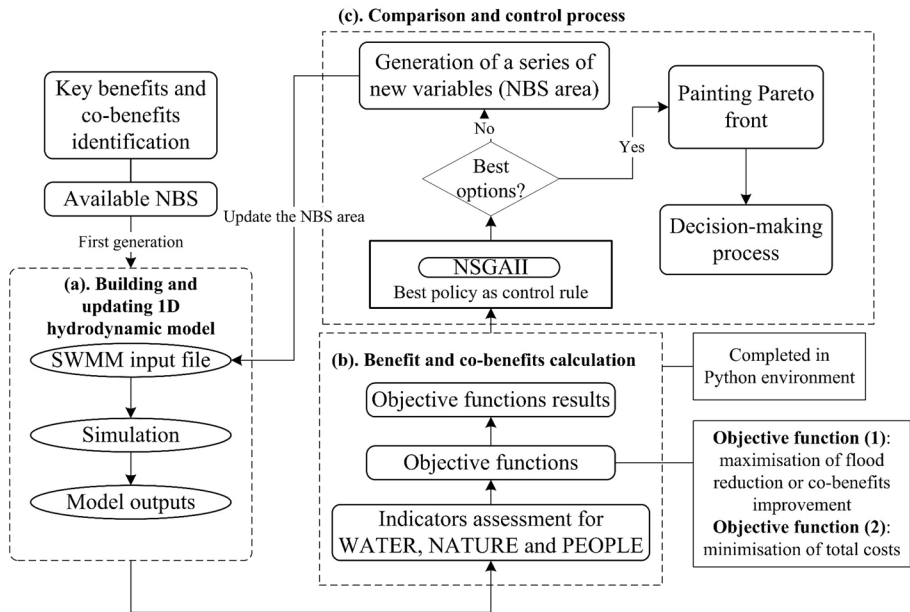 (c). Comparison and control process
Key benefits and
co-benefits
identification
Available NBS
First generation
(a). Building and
updating 1D
hydrodynamic model
SWMM input file
Simulation
Model outputs
Update the NBS area
Generation of a series of
new variables (NBS area)
No
Best
options?
Yes
Painting Pareto
front
Decision-making
process
NSGAII
Best policy as control rule
(b). Benefit and co-benefits calculation
Objective functions results
Objective functions
Indicators assessment for
WATER, NATURE and PEOPLE
Completed in
Python environment
Objective function (1):
maximisation of flood
reduction or co-benefits
improvement
Objective function (2):
minimisation of total costs